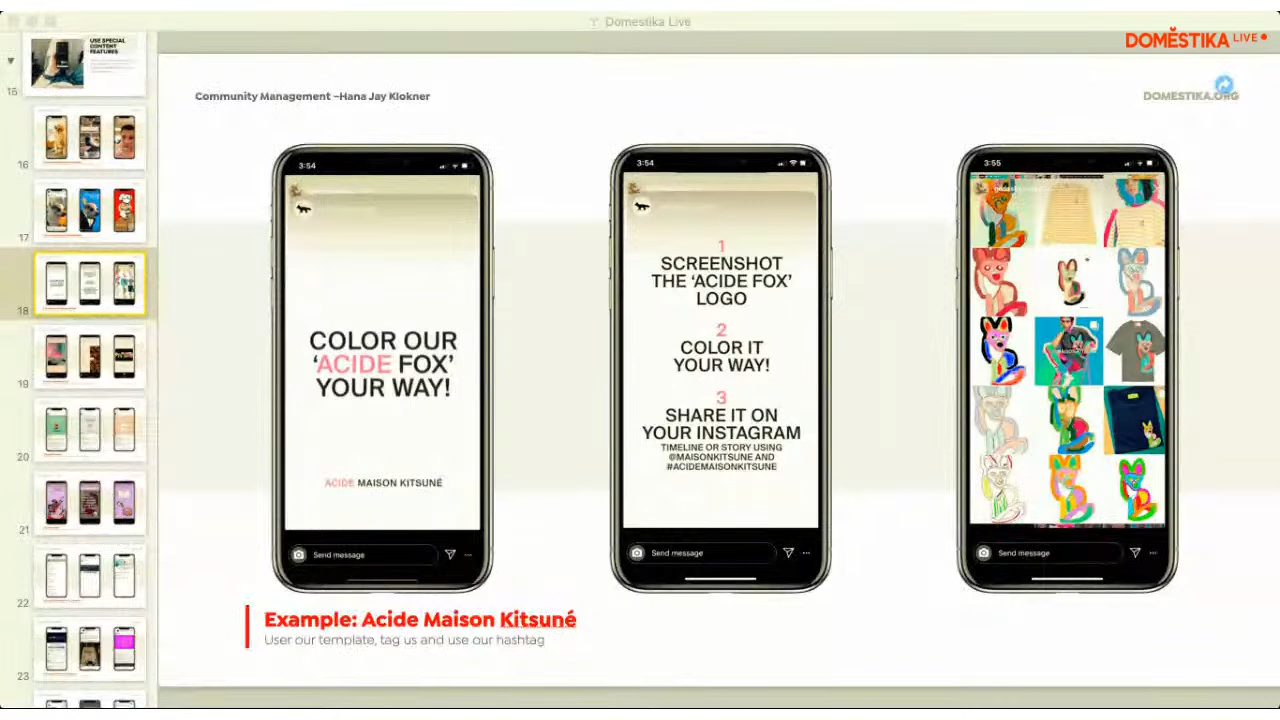 Domestika Live
DOMESTIKA LIVE
USE SPECIAL
CONTENT
FEATURES
15
16
17
18
19
20
21
22
23
Community Management –Hana Jay Klokner
DOMESTIKA.ORG
3:54
COLOR OUR
‘ACIDE FOX’
YOUR WAY!
ACIDE MAISON KITSUNÉ
Send message
3:54
1
SCREENSHOT
THE ‘ACIDE FOX’
LOGO
2
COLOR IT
YOUR WAY!
3
SHARE IT ON
YOUR INSTAGRAM
TIMELINE OR STORY USING
@MAISONKITSUNE AND
#ACIDEMAISONKITSUNE
Send message
3:55
Send message
Example: Acide Maison Kitsuné
User our template, tag us and use our hashtag